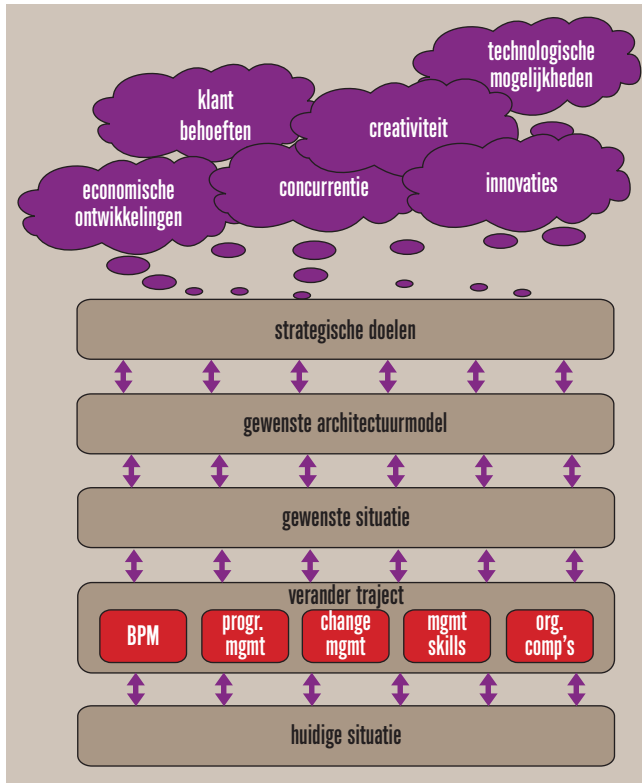 technologische
mogelijkheden
klant
behoeften
creativiteit
economische
ontwikkelingen
concurrentie
innovaties
strategische doelen
gewenste architectuurmodel
gewenste situatie
verander traject
BPM
progr.
mgmt
change
mgmt
mgmt
skills
org.
comp's
huidige situatie